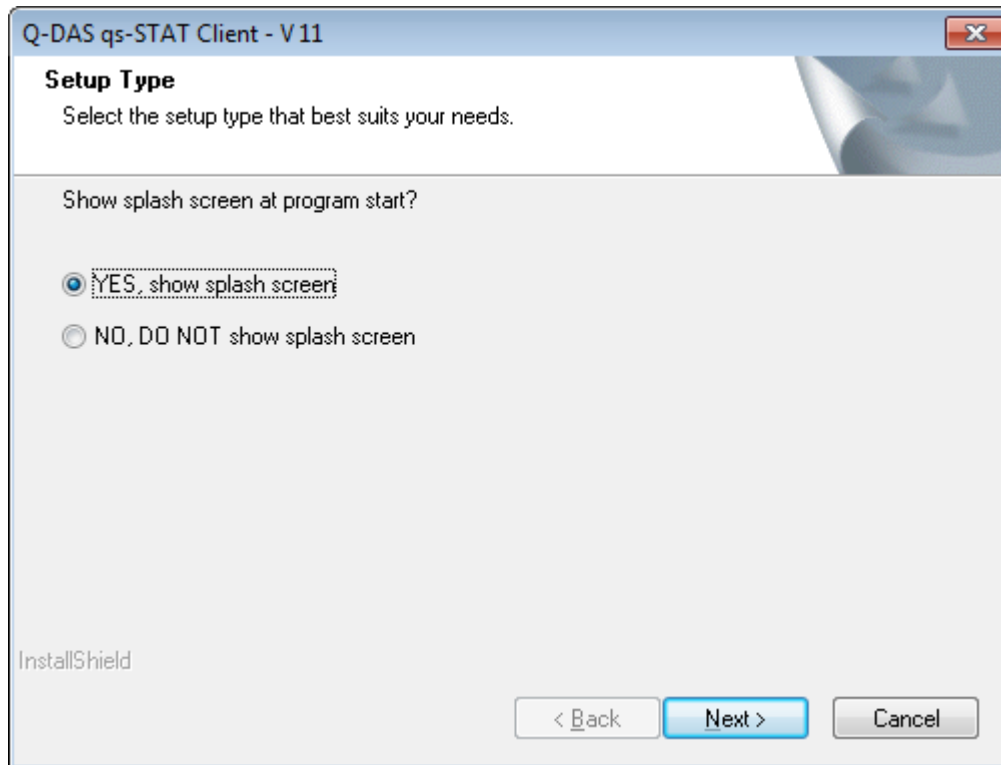 Q-DAS qs-STAT Client - V 11
Setup Type
Select the setup type that best suits your needs.
Show splash screen at program start?
YES, show splash screen
NO, DO NOT show splash screen
InstallShield
< Back Next > Cancel